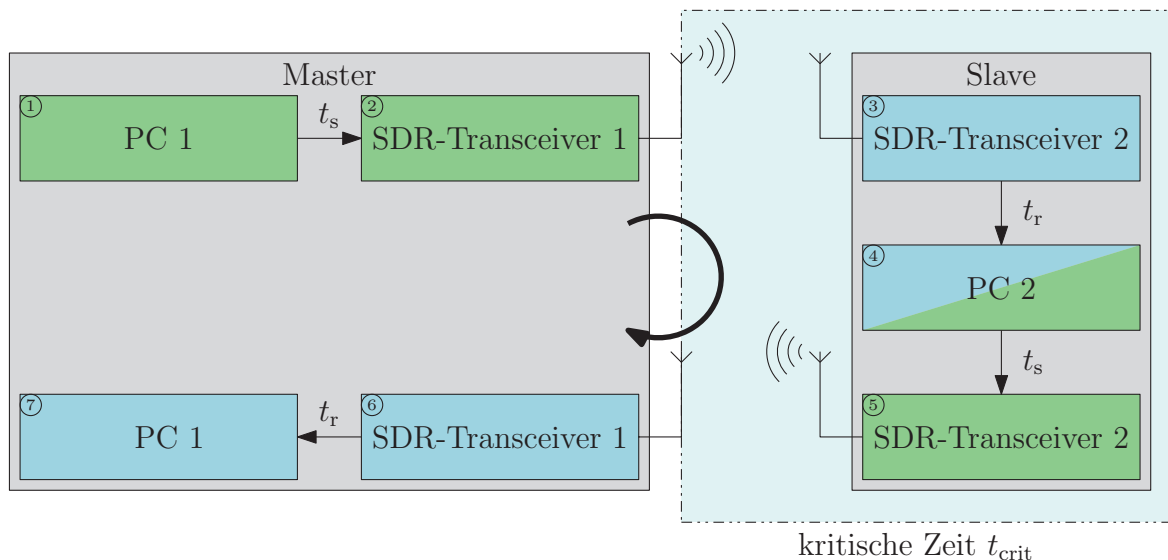 Master
Slave
① PC 1
t_s
② SDR-Transceiver 1
③ SDR-Transceiver 2
t_r
④ PC 2
t_s
⑦ PC 1
t_r
⑥ SDR-Transceiver 1
⑤ SDR-Transceiver 2
kritische Zeit t_crit